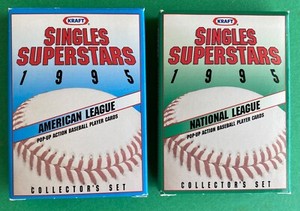 KRAFT
SINGLES
SUPERSTARS
1995
AMERICAN LEAGUE
POP-UP ACTION BASEBALL PLAYER CARDS
COLLECTOR'S SET
KRAFT
SINGLES
SUPERSTARS
1995
NATIONAL LEAGUE
POP-UP ACTION BASEBALL PLAYER CARDS
COLLECTOR'S SET